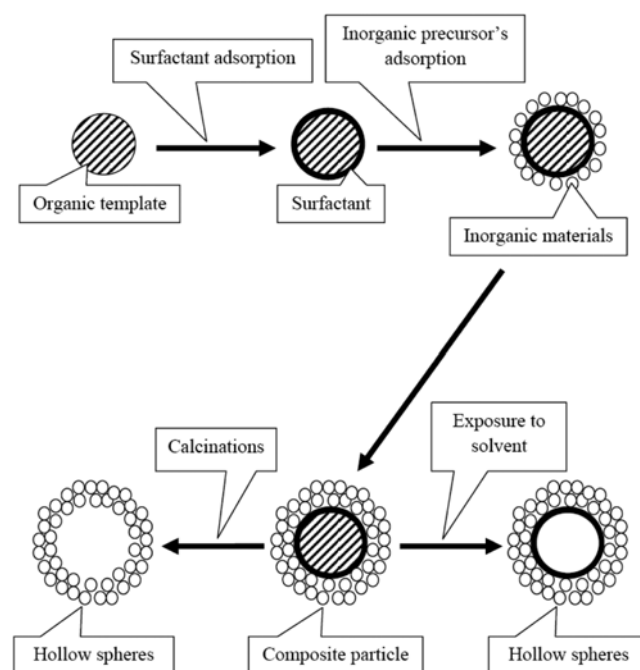 Surfactant adsorption
Inorganic precursor's
adsorption
Organic template
Surfactant
Inorganic materials
Calcinations
Exposure to
solvent
Hollow spheres
Composite particle
Hollow spheres